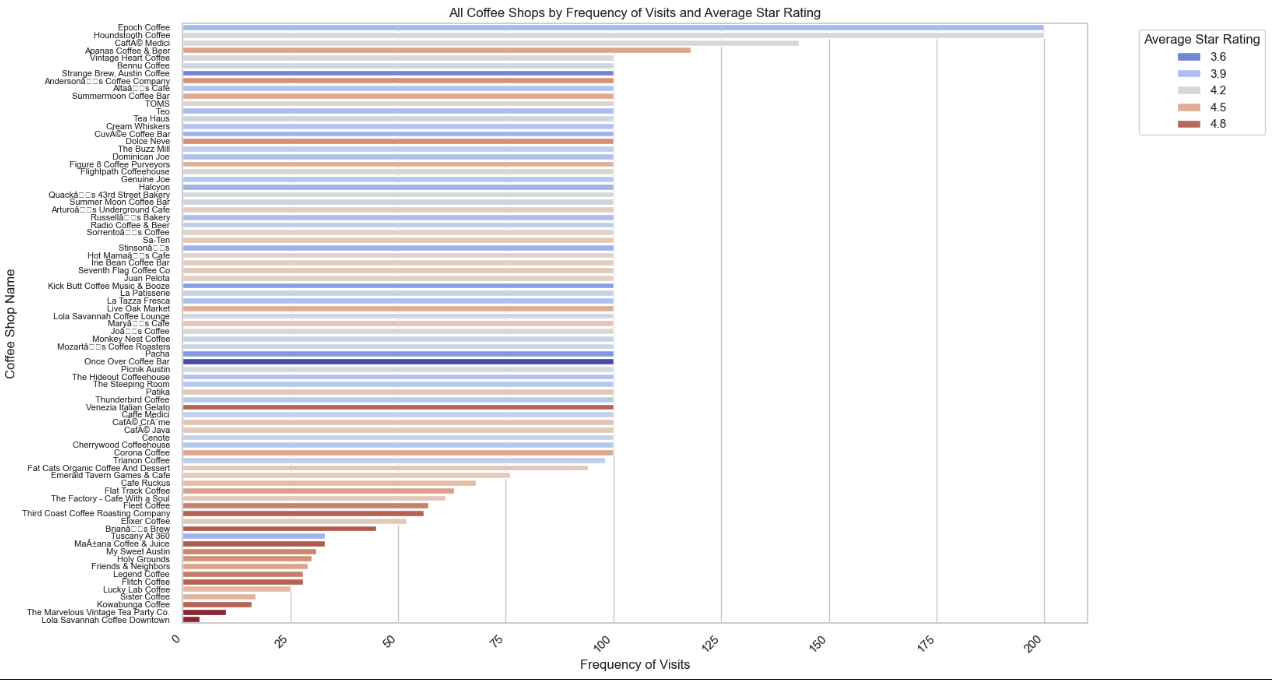 All Coffee Shops by Frequency of Visits and Average Star Rating
Epoch Coffee
Houndstooth Coffee
CaffÃ© Medici
Apanas Coffee & Beer
Vintage Heart Coffee
Bennu Coffee
Strange Brew, Austin Coffee
Andersonâ□□s Coffee Company
Altaâ□□s Cafe
Summermoon Coffee Bar
TOMS
Teo
Tea Haus
Cream Whiskers
CuvÃ©e Coffee Bar
Dolce Neve
The Buzz Mill
Dominican Joe
Figure 8 Coffee Purveyors
Flightpath Coffeehouse
Genuine Joe
Halcyon
Quackâ□□s 43rd Street Bakery
Summer Moon Coffee Bar
Arturoâ□□s Underground Cafe
Russellâ□□s Bakery
Radio Coffee & Beer
Sorrentoâ□□s Coffee
Sa-Ten
Stinsonâ□□s
Hot Mamaâ□□s Cafe
Irie Bean Coffee Bar
Seventh Flag Coffee Co
Juan Pelota
Kick Butt Coffee Music & Booze
La Patisserie
La Tazza Fresca
Live Oak Market
Lola Savannah Coffee Lounge
Maryâ□□s Cafe
Joâ□□s Coffee
Monkey Nest Coffee
Mozartâ□□s Coffee Roasters
Pacha
Once Over Coffee Bar
Picnik Austin
The Hideout Coffeehouse
The Steeping Room
Patika
Thunderbird Coffee
Venezia Italian Gelato
Caffe Medici
CafÃ© CrÃ¨me
CafÃ© Java
Cenote
Cherrywood Coffeehouse
Corona Coffee
Trianon Coffee
Fat Cats Organic Coffee And Dessert
Emerald Tavern Games & Cafe
Cafe Ruckus
Flat Track Coffee
The Factory - Cafe With a Soul
Fleet Coffee
Third Coast Coffee Roasting Company
Elixer Coffee
Brianâ□□s Brew
Tuscany At 360
MaÃ±ana Coffee & Juice
My Sweet Austin
Holy Grounds
Friends & Neighbors
Legend Coffee
Flitch Coffee
Lucky Lab Coffee
Sister Coffee
Kowabunga Coffee
The Marvelous Vintage Tea Party Co.
Lola Savannah Coffee Downtown
Coffee Shop Name
0 25 50 75 100 125 150 175 200
Frequency of Visits
Average Star Rating
3.6
3.9
4.2
4.5
4.8